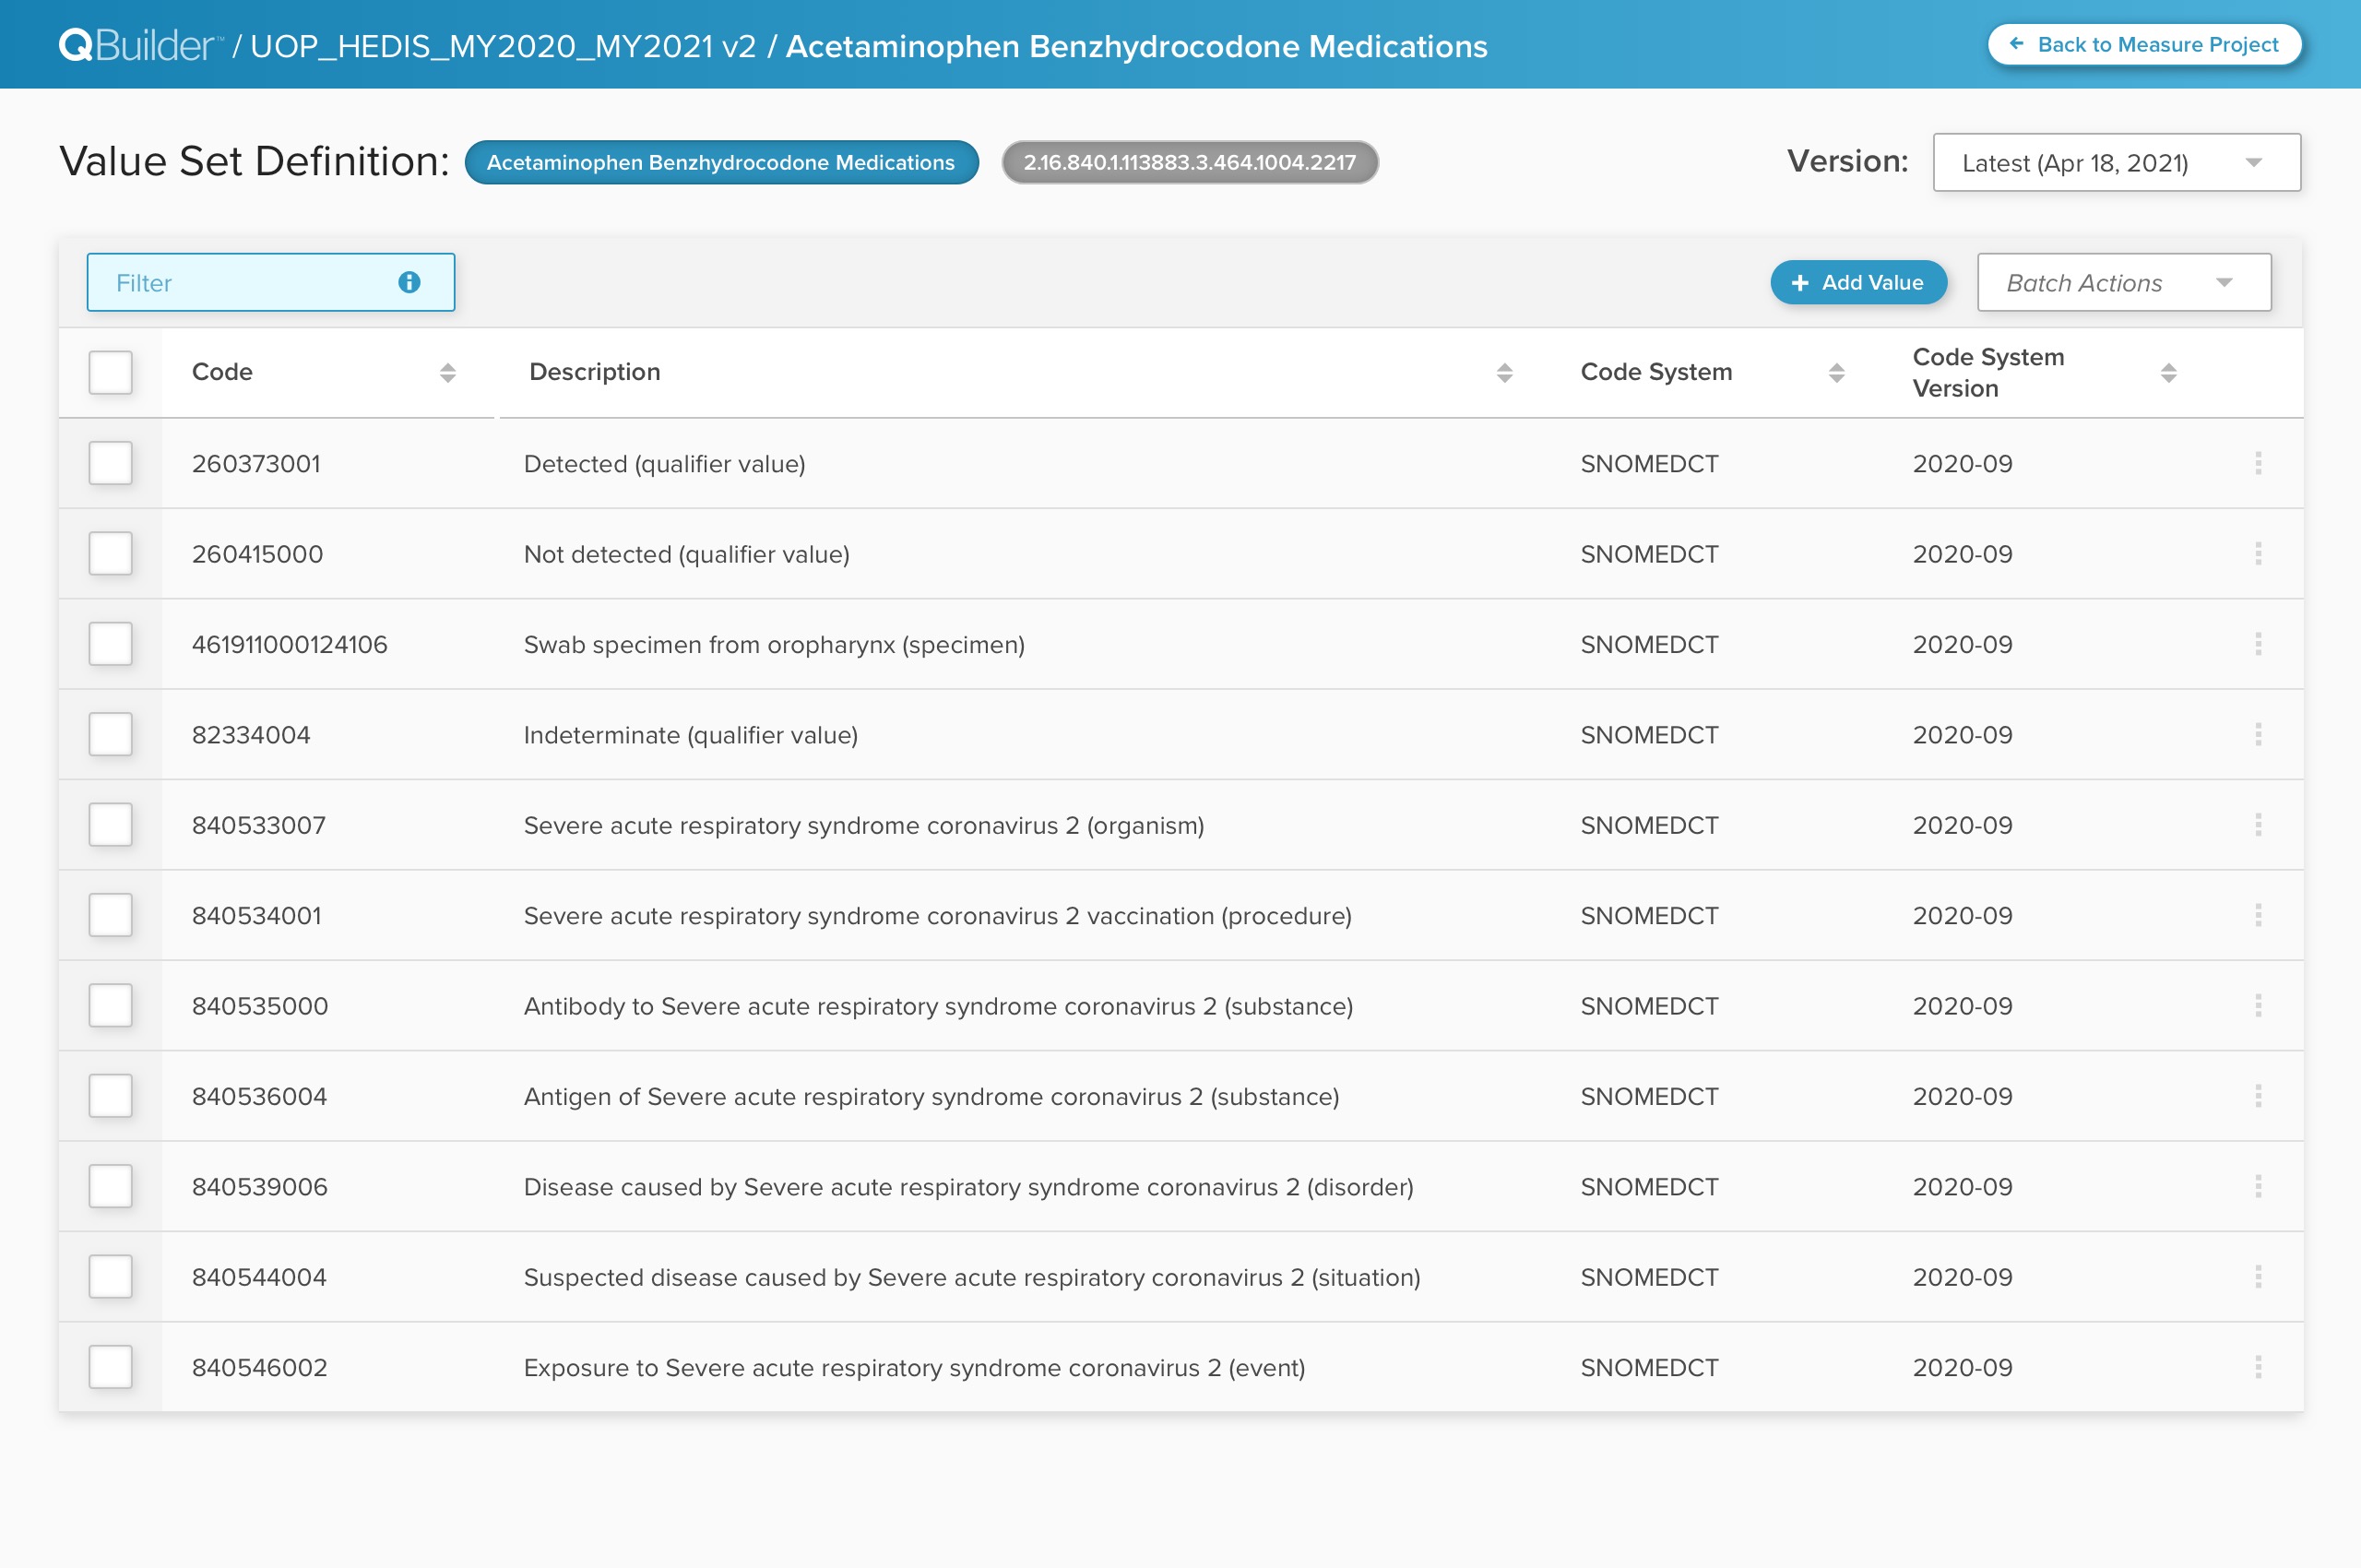 QBuilder™ / UOP_HEDIS_MY2020_MY2021 v2 / Acetaminophen Benzhydrocodone Medications
Back to Measure Project
Value Set Definition: Acetaminophen Benzhydrocodone Medications 2.16.840.1.113883.3.464.1004.2217
Version: Latest (Apr 18, 2021)
Filter
Add Value
Batch Actions
Code Description Code System Code System Version
260373001 Detected (qualifier value) SNOMEDCT 2020-09
260415000 Not detected (qualifier value) SNOMEDCT 2020-09
461911000124106 Swab specimen from oropharynx (specimen) SNOMEDCT 2020-09
82334004 Indeterminate (qualifier value) SNOMEDCT 2020-09
840533007 Severe acute respiratory syndrome coronavirus 2 (organism) SNOMEDCT 2020-09
840534001 Severe acute respiratory syndrome coronavirus 2 vaccination (procedure) SNOMEDCT 2020-09
840535000 Antibody to Severe acute respiratory syndrome coronavirus 2 (substance) SNOMEDCT 2020-09
840536004 Antigen of Severe acute respiratory syndrome coronavirus 2 (substance) SNOMEDCT 2020-09
840539006 Disease caused by Severe acute respiratory syndrome coronavirus 2 (disorder) SNOMEDCT 2020-09
840544004 Suspected disease caused by Severe acute respiratory coronavirus 2 (situation) SNOMEDCT 2020-09
840546002 Exposure to Severe acute respiratory syndrome coronavirus 2 (event) SNOMEDCT 2020-09